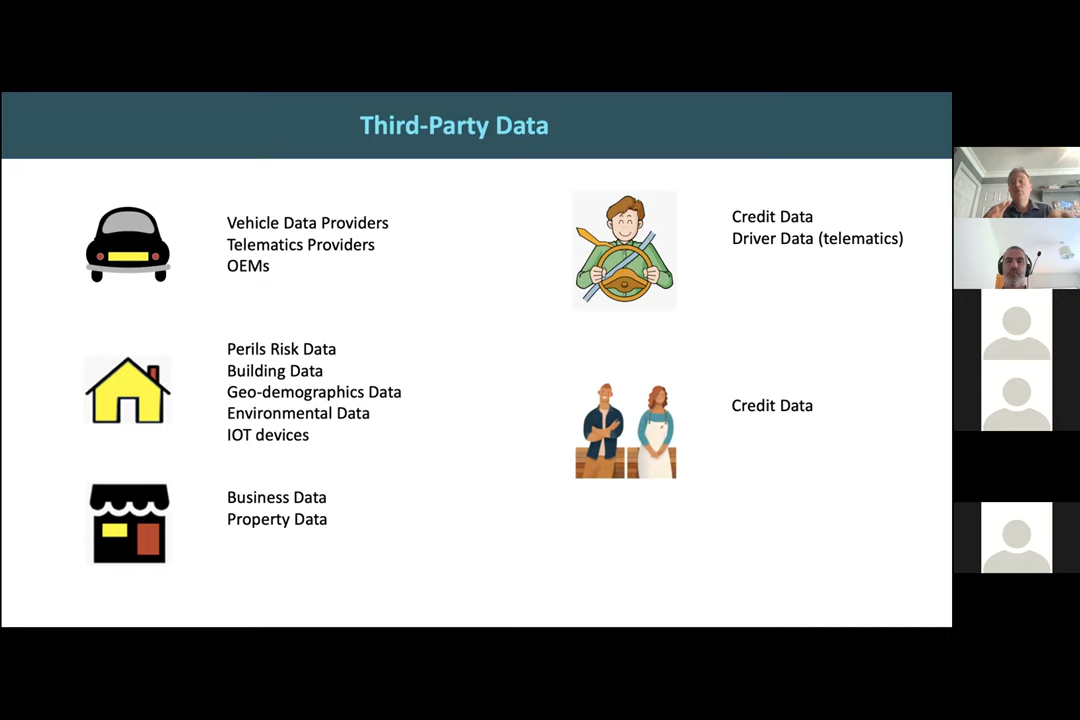 Third-Party Data
Vehicle Data Providers
Telematics Providers
OEMs
Credit Data
Driver Data (telematics)
Perils Risk Data
Building Data
Geo-demographics Data
Environmental Data
IOT devices
Credit Data
Business Data
Property Data